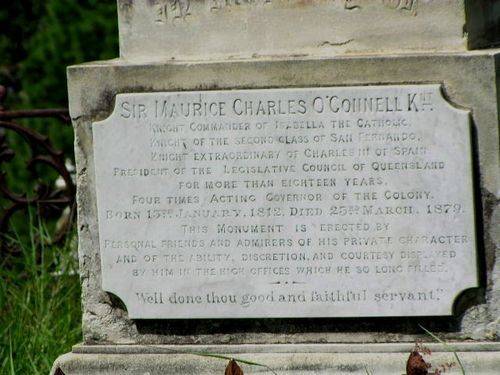 Sir Maurice Charles O'Connell Knt.
Knight Commander of Isabella the Catholic.
Knight of the second class of San Fernando.
Knight extraordinary of Charles IIIrd of Spain
President of the Legislative Council of Queensland
for more than eighteen years.
Four times Acting Governor of the Colony.
Born 13th January, 1812. Died 23rd March, 1879.
This Monument is erected by
personal friends and admirers of his private character
and of the ability, discretion, and courtesy displayed
by him in the high offices which he so long filled.
"Well done thou good and faithful servant."